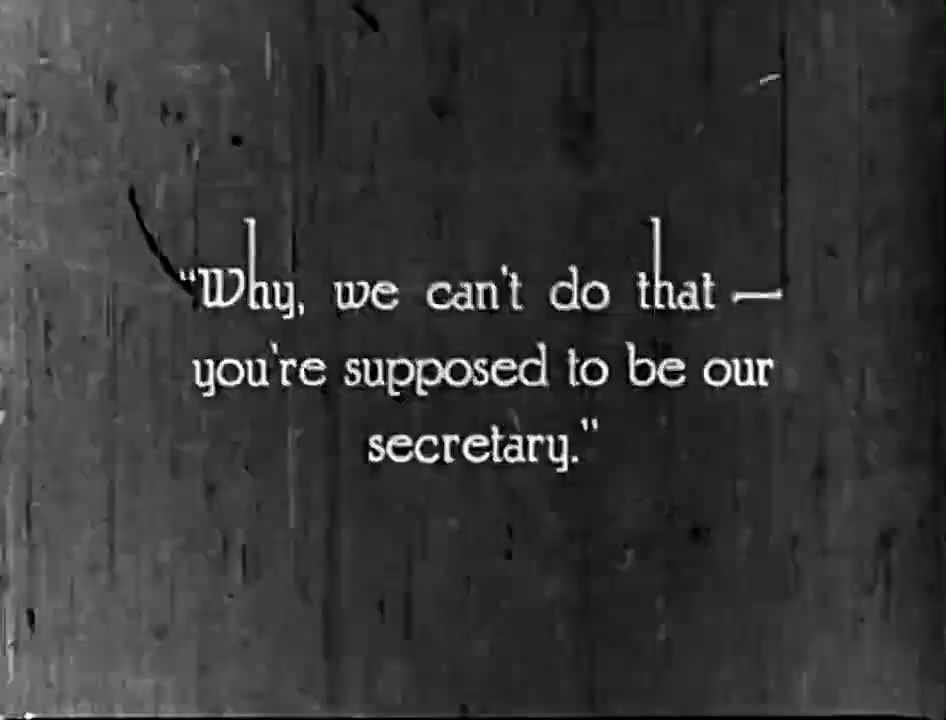 "Why, we can't do that —
you're supposed to be our
secretary."